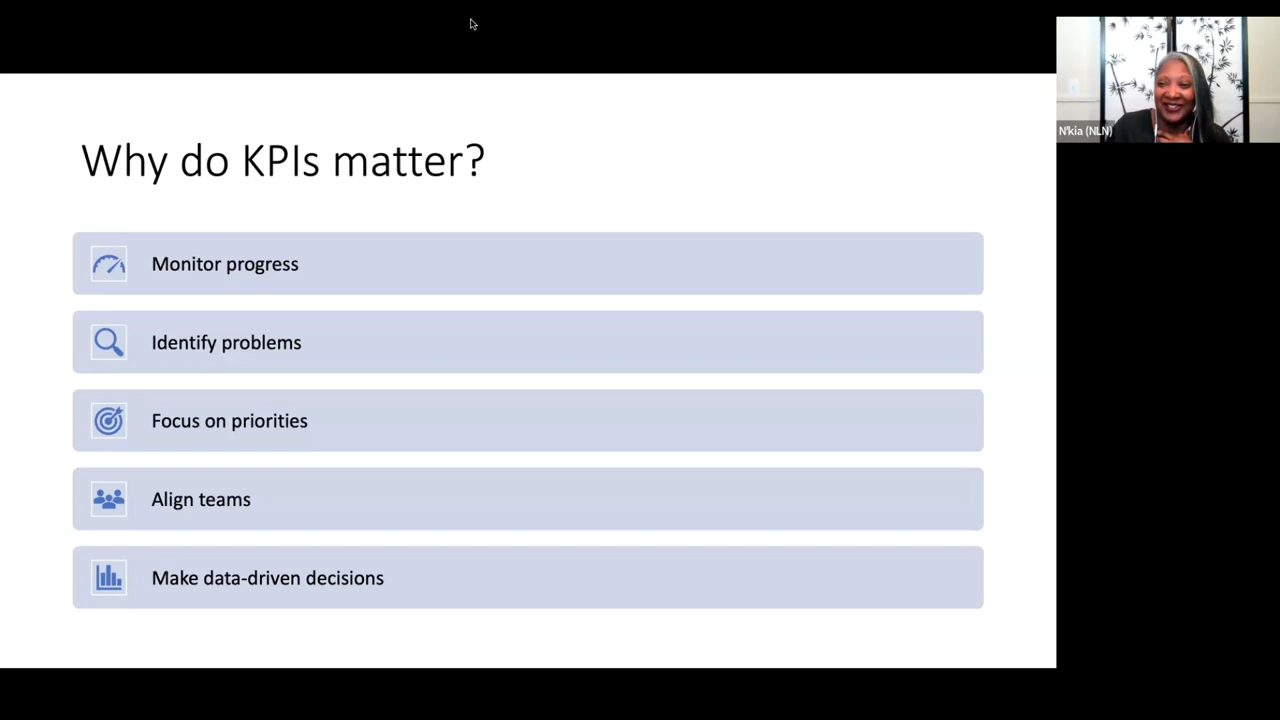 Why do KPIs matter?
N'kia (NLN)
Monitor progress
Identify problems
Focus on priorities
Align teams
Make data-driven decisions